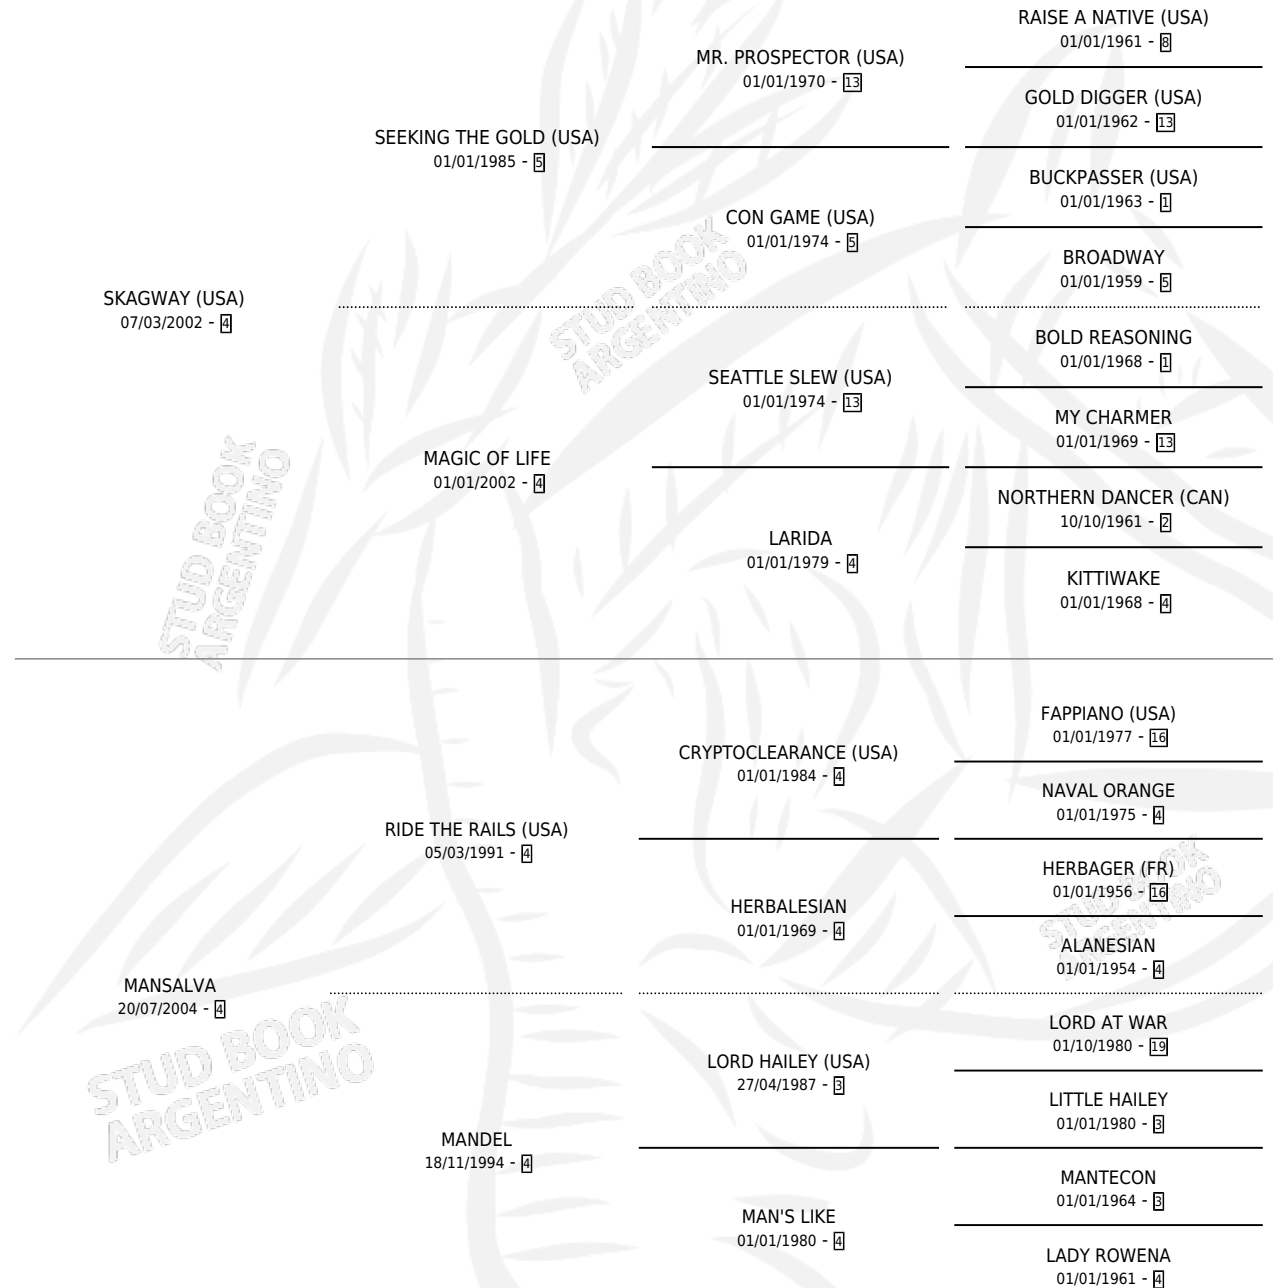 RAISE A NATIVE (USA)
01/01/1961 - 8
MR. PROSPECTOR (USA)
01/01/1970 - 13
GOLD DIGGER (USA)
01/01/1962 - 13
SEEKING THE GOLD (USA)
01/01/1985 - 5
BUCKPASSER (USA)
01/01/1963 - 1
CON GAME (USA)
01/01/1974 - 5
BROADWAY
01/01/1959 - 5
SKAGWAY (USA)
07/03/2002 - 4
BOLD REASONING
01/01/1968 - 1
SEATTLE SLEW (USA)
01/01/1974 - 13
MY CHARMER
01/01/1969 - 13
MAGIC OF LIFE
01/01/2002 - 4
NORTHERN DANCER (CAN)
10/10/1961 - 2
LARIDA
01/01/1979 - 4
KITTIWAKE
01/01/1968 - 4
FAPPIANO (USA)
01/01/1977 - 16
CRYPTOCLEARANCE (USA)
01/01/1984 - 4
NAVAL ORANGE
01/01/1975 - 4
RIDE THE RAILS (USA)
05/03/1991 - 4
HERBAGER (FR)
01/01/1956 - 16
HERBALESIAN
01/01/1969 - 4
ALANESIAN
01/01/1954 - 4
MANSALVA
20/07/2004 - 4
LORD AT WAR
01/10/1980 - 19
LORD HAILEY (USA)
27/04/1987 - 3
LITTLE HAILEY
01/01/1980 - 3
MANDEL
18/11/1994 - 4
MANTECON
01/01/1964 - 3
MAN'S LIKE
01/01/1980 - 4
LADY ROWENA
01/01/1961 - 4
STUD BOOK
ARGENTINO
STUD BOOK
ARGENTINO
STUD BOOK
ARGENTINO
STUD BOOK
ARGENTINO